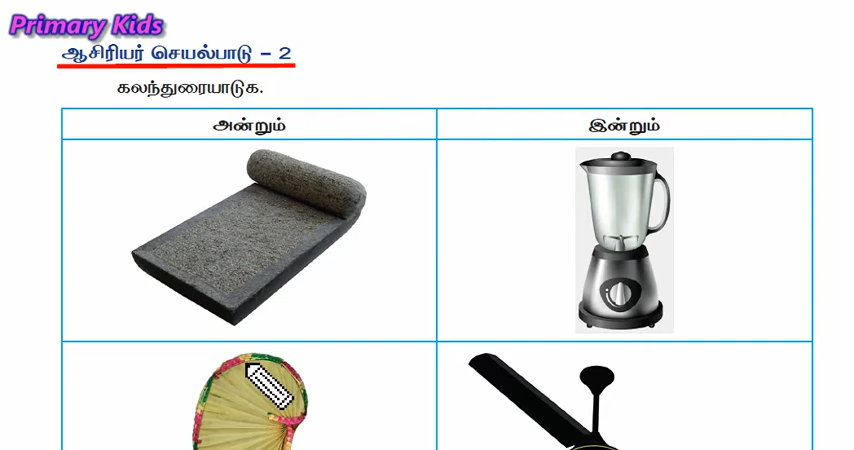 Primary Kids
ஆசிரியர் செயல்பாடு – 2
கலந்துரையாடுக.
அன்றும்
இன்றும்